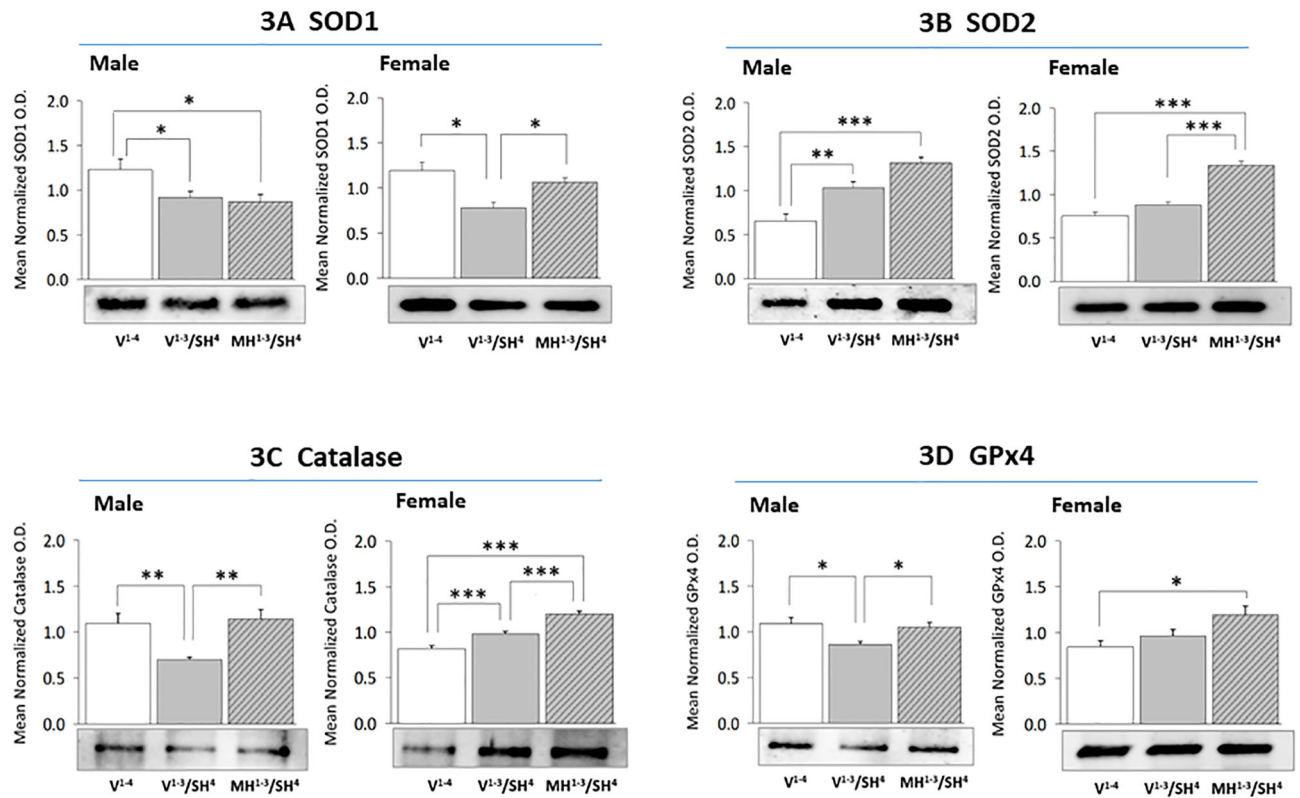 3A SOD1
Male
Female
Mean Normalized SOD1 O.D.
2.0
1.5
1.0
0.5
0.0
*
*
V¹⁻⁴ V¹⁻³/SH⁴ MH¹⁻³/SH⁴
Mean Normalized SOD1 O.D.
2.0
1.5
1.0
0.5
0.0
* *
V¹⁻⁴ V¹⁻³/SH⁴ MH¹⁻³/SH⁴
3B SOD2
Male
Female
Mean Normalized SOD2 O.D.
2.0
1.5
1.0
0.5
0.0
***
**
V¹⁻⁴ V¹⁻³/SH⁴ MH¹⁻³/SH⁴
Mean Normalized SOD2 O.D.
2.0
1.5
1.0
0.5
0.0
***
***
V¹⁻⁴ V¹⁻³/SH⁴ MH¹⁻³/SH⁴
3C Catalase
Male
Female
Mean Normalized Catalase O.D.
2.0
1.5
1.0
0.5
0.0
** **
V¹⁻⁴ V¹⁻³/SH⁴ MH¹⁻³/SH⁴
Mean Normalized Catalase O.D.
2.0
1.5
1.0
0.5
0.0
***
***
***
V¹⁻⁴ V¹⁻³/SH⁴ MH¹⁻³/SH⁴
3D GPx4
Male
Female
Mean Normalized GPx4 O.D.
2.0
1.5
1.0
0.5
0.0
* *
V¹⁻⁴ V¹⁻³/SH⁴ MH¹⁻³/SH⁴
Mean Normalized GPx4 O.D.
2.0
1.5
1.0
0.5
0.0
*
V¹⁻⁴ V¹⁻³/SH⁴ MH¹⁻³/SH⁴